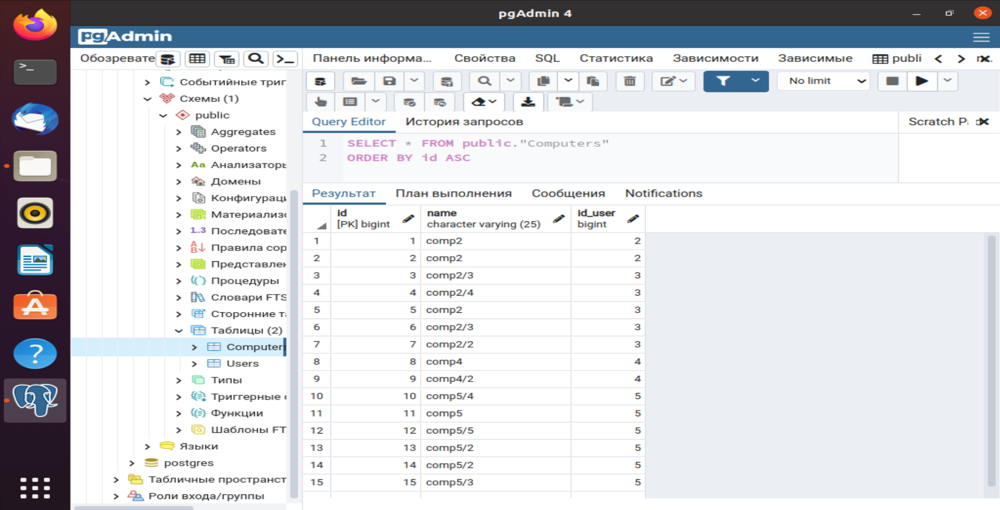 pgAdmin 4
pgAdmin
Обозревате
Панель информа... Свойства SQL Статистика Зависимости Зависимые publi
No limit
Query Editor История запросов Scratch P
1 SELECT * FROM public."Computers"
2 ORDER BY id ASC
Результат План выполнения Сообщения Notifications
id
[PK] bigint
name
character varying (25)
id_user
bigint
1 1 comp2 2
2 2 comp2 2
3 3 comp2/3 3
4 4 comp2/4 3
5 5 comp2 3
6 6 comp2/3 3
7 7 comp2/2 3
8 8 comp4 4
9 9 comp4/2 4
10 10 comp5/4 5
11 11 comp5 5
12 12 comp5/5 5
13 13 comp5/2 5
14 14 comp5/2 5
15 15 comp5/3 5
Событийные триг
Схемы (1)
public
Aggregates
Operators
Aa Анализаторы
Домены
Конфигураци
Материализо
1..3 Последовате
Правила сор
Представлен
Процедуры
Словари FTS
Сторонние т
Таблицы (2)
Computers
Users
Типы
Триггерные
Функции
Шаблоны FT
Языки
postgres
Табличные пространст
Роли входа/группы